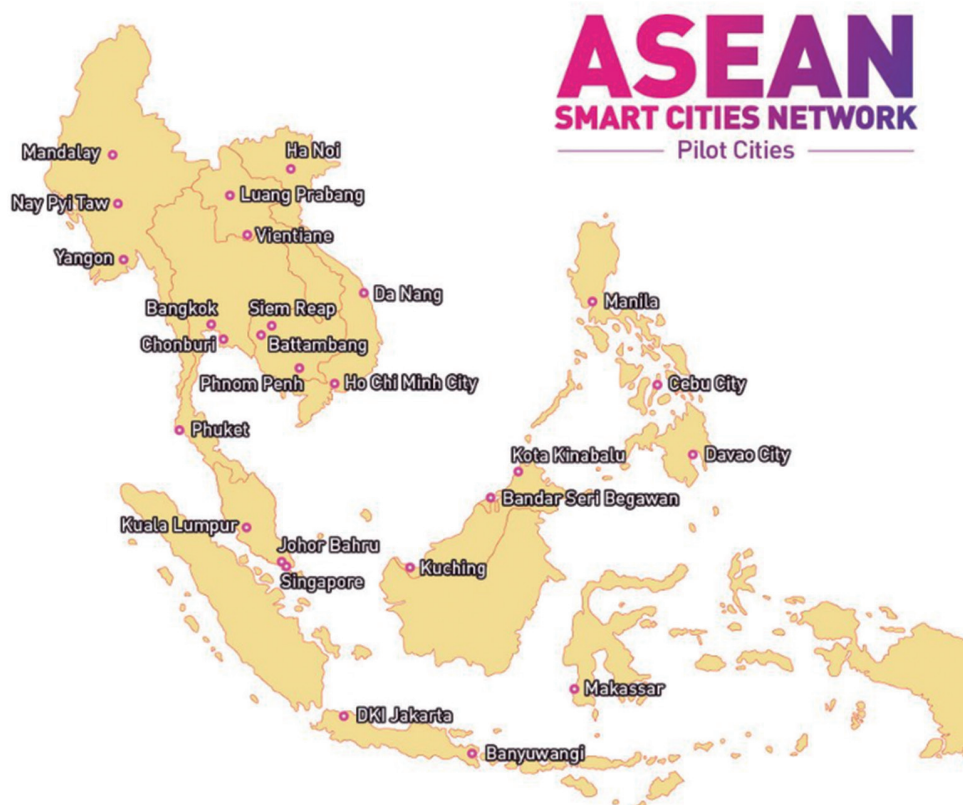 ASEAN
SMART CITIES NETWORK
Pilot Cities
Mandalay
Ha Noi
Nay Pyi Taw
Luang Prabang
Vientiane
Yangon
Da Nang
Manila
Bangkok
Siem Reap
Chonburi
Battambang
Phnom Penh
Ho Chi Minh City
Cebu City
Phuket
Kota Kinabalu
Davao City
Bandar Seri Begawan
Kuala Lumpur
Johor Bahru
Kuching
Singapore
Makassar
DKI Jakarta
Banyuwangi